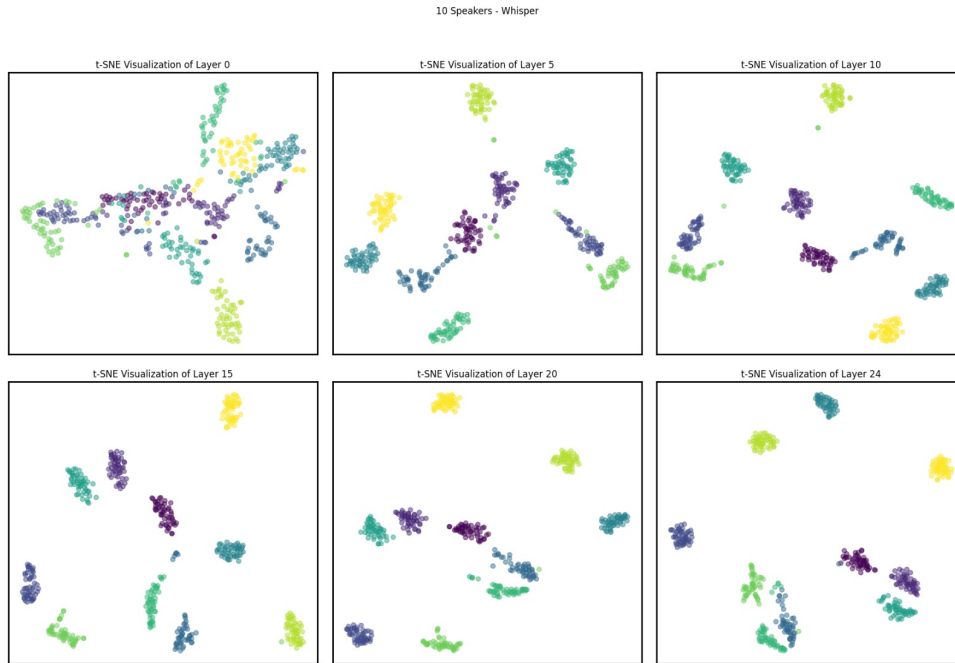 10 Speakers - Whisper
t-SNE Visualization of Layer 0
t-SNE Visualization of Layer 5
t-SNE Visualization of Layer 10
t-SNE Visualization of Layer 15
t-SNE Visualization of Layer 20
t-SNE Visualization of Layer 24